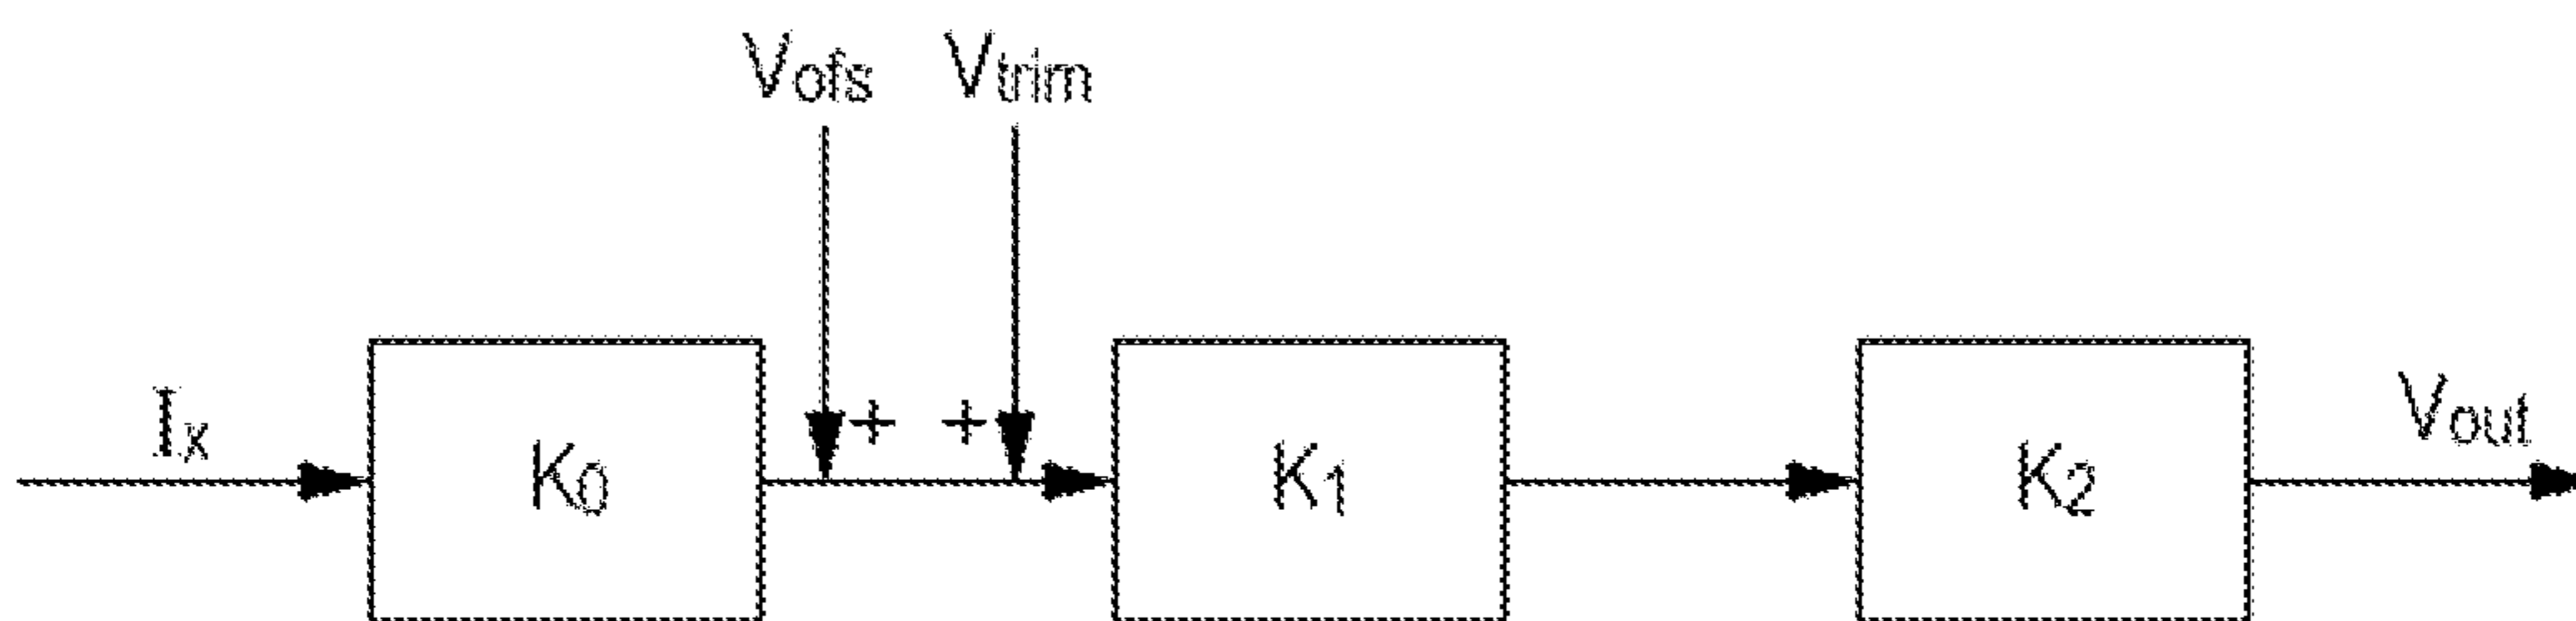 Vofs Vtrim
+ +
Ix K0 K1 K2 Vout